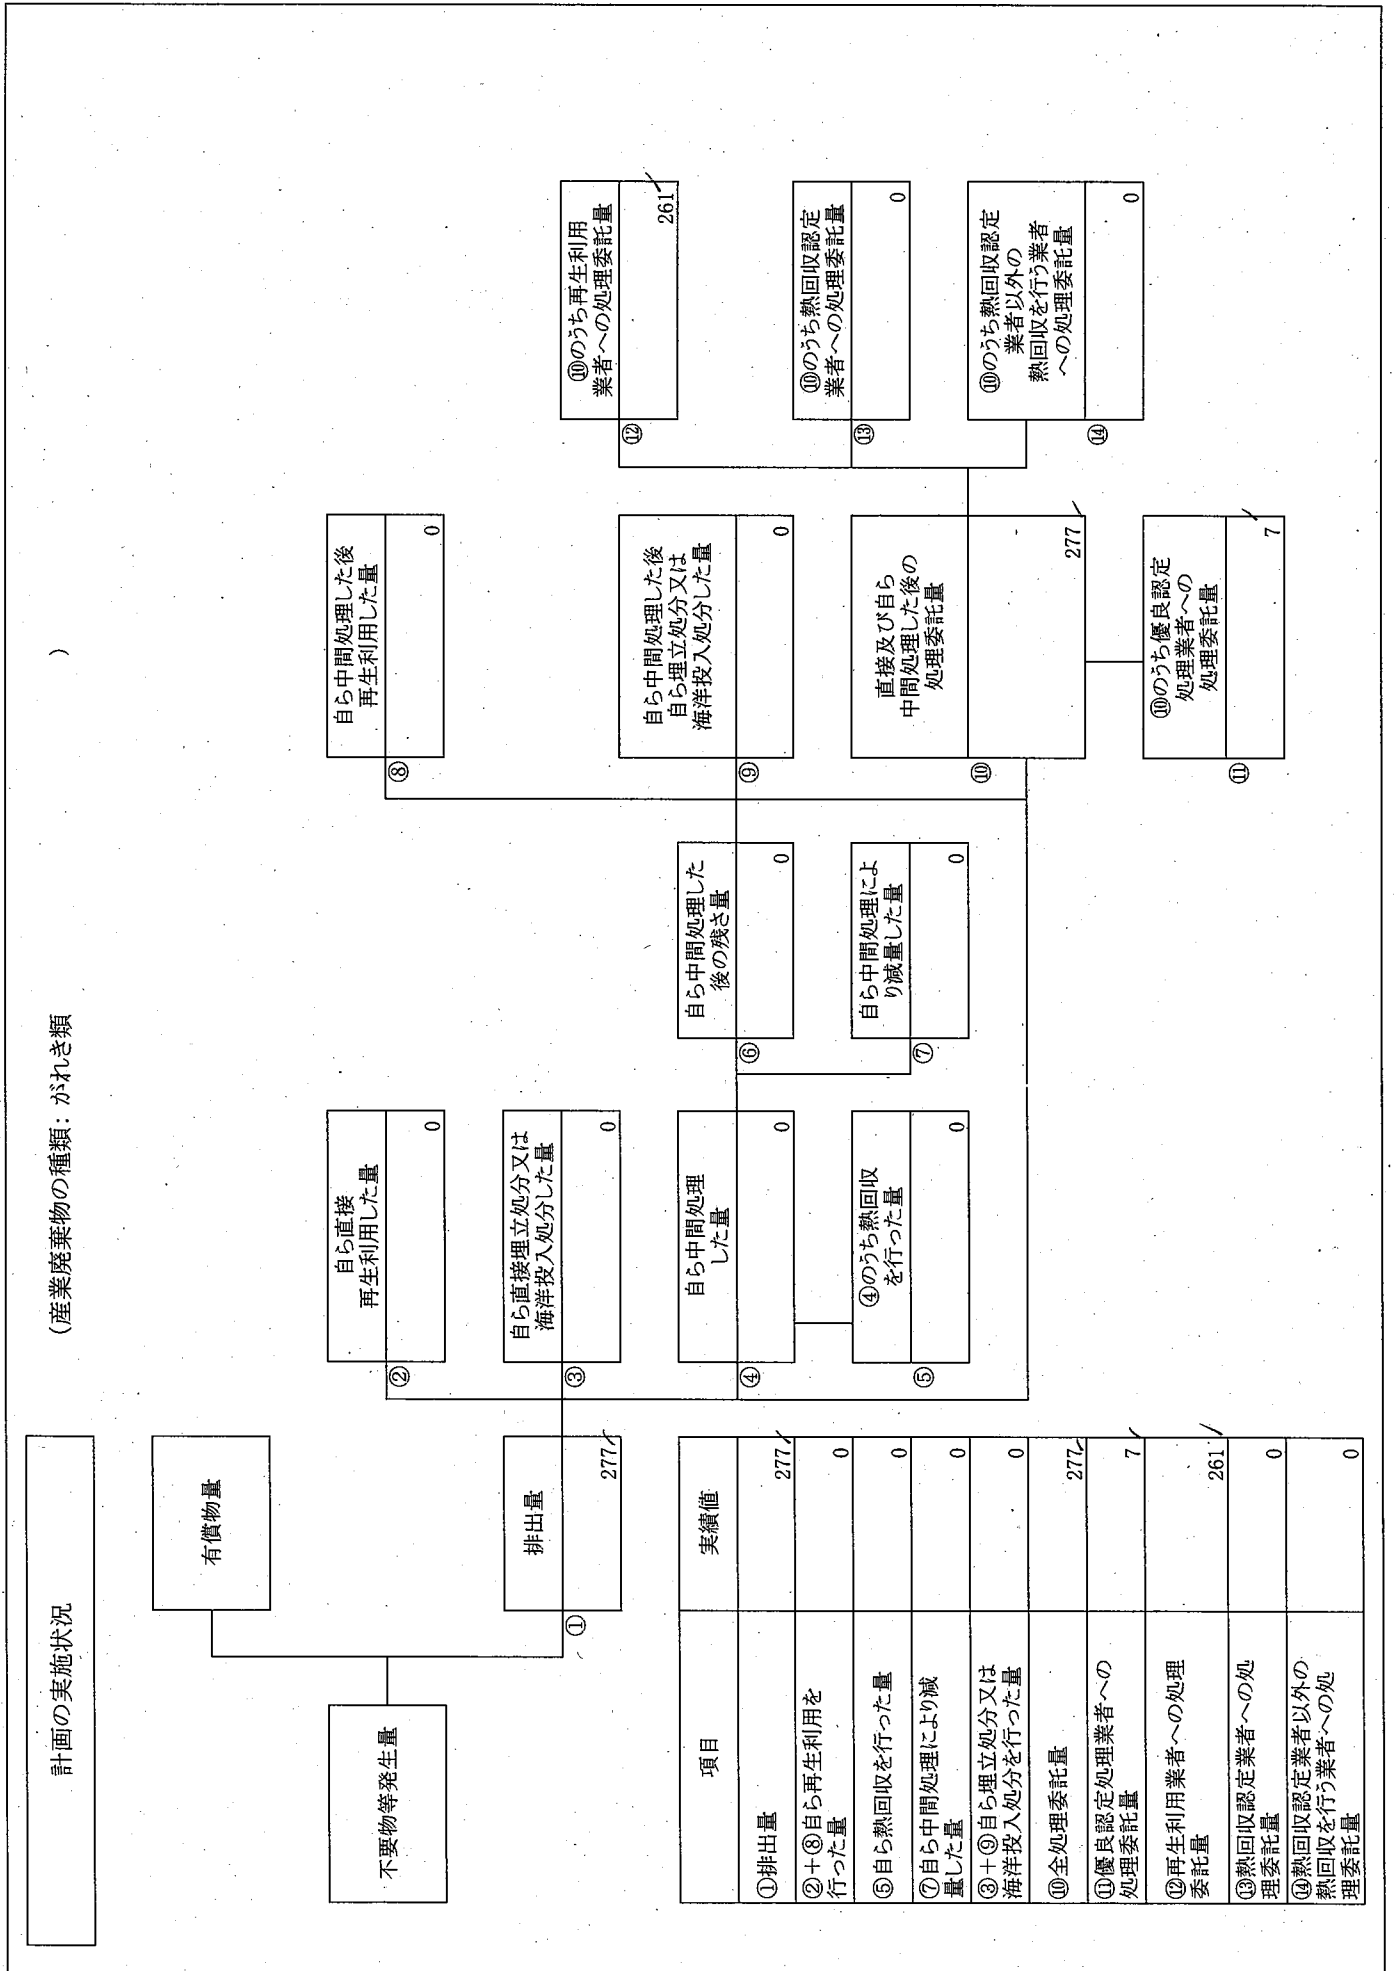 計画の実施状況
(産業廃棄物の種類: がれき類 )
不要物等発生量
有償物量
①
排出量
277
②
自ら直接
再生利用した量
0
③
自ら直接埋立処分又は
海洋投入処分した量
0
④
自ら中間処理
した量
0
⑤
④のうち熱回収
を行った量
0
⑥
自ら中間処理した
後の残さ量
0
⑦
自ら中間処理によ
り減量した量
0
⑧
自ら中間処理した後
再生利用した量
0
⑨
自ら中間処理した後
自ら埋立処分又は
海洋投入処分した量
0
⑩
直接及び自ら
中間処理した後の
処理委託量
277
⑪
⑩のうち優良認定
処理業者への
処理委託量
7
⑫
⑩のうち再生利用
業者への処理委託量
261
⑬
⑩のうち熱回収認定
業者への処理委託量
0
⑭
⑩のうち熱回収認定
業者以外の
熱回収を行う業者
への処理委託量
0
項目 実績値
①排出量 277
②+⑧自ら再生利用を
行った量 0
⑤自ら熱回収を行った量 0
⑦自ら中間処理により減
量した量 0
③+⑨自ら埋立処分又は
海洋投入処分を行った量 0
⑩全処理委託量 277
⑪優良認定処理業者への
処理委託量 7
⑫再生利用業者への処理
委託量 261
⑬熱回収認定業者への処
理委託量 0
⑭熱回収認定業者以外の
熱回収を行う業者への処
理委託量 0